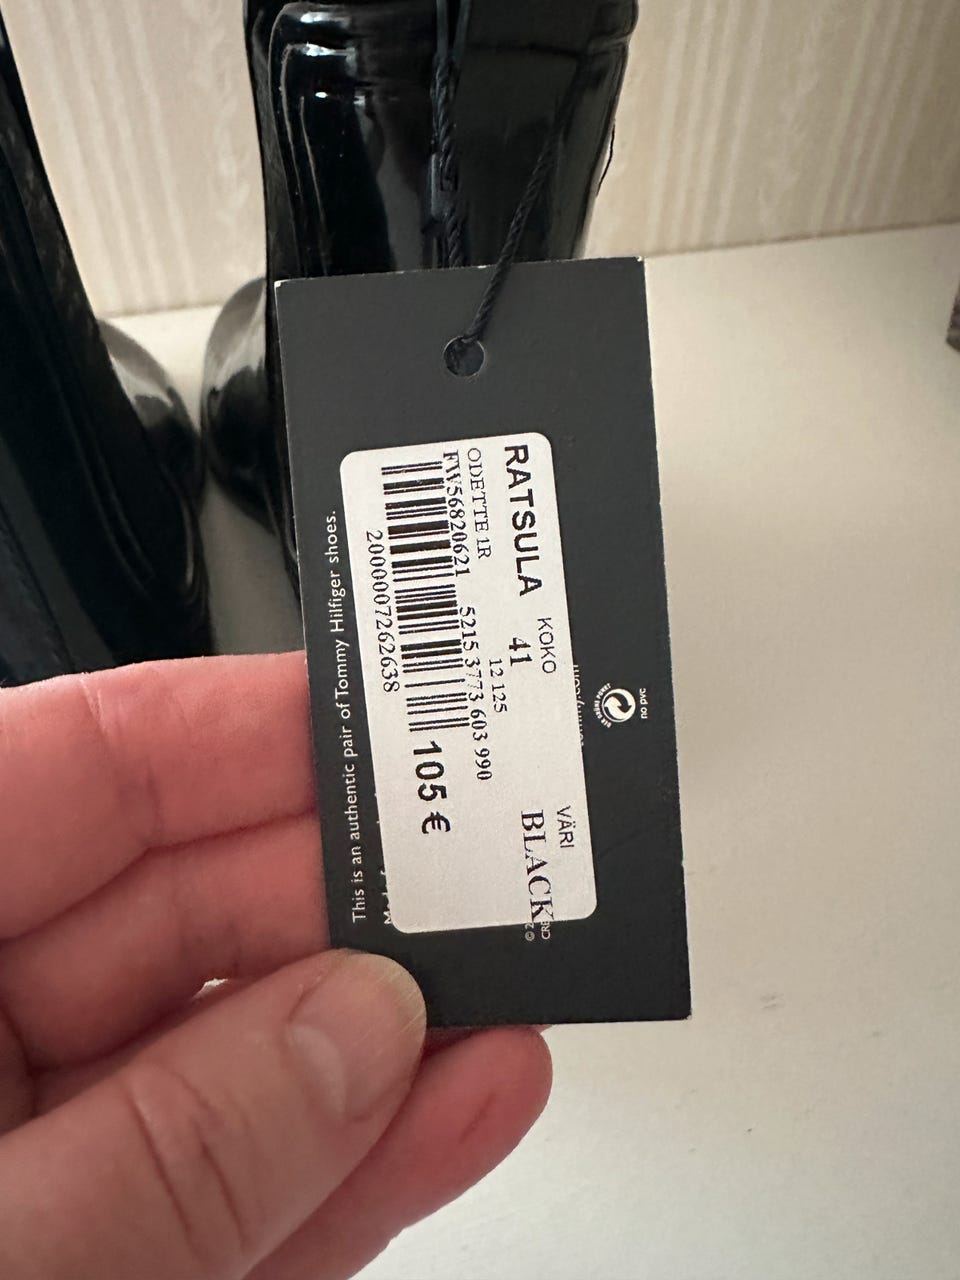 RATSULA
KOKO
41
VÄRI
BLACK
ODETTE 1R
12 125
FW56820621 5215 3773 603 990
2000007262638
105 €
This is an authentic pair of Tommy Hilfiger shoes.
no pvc